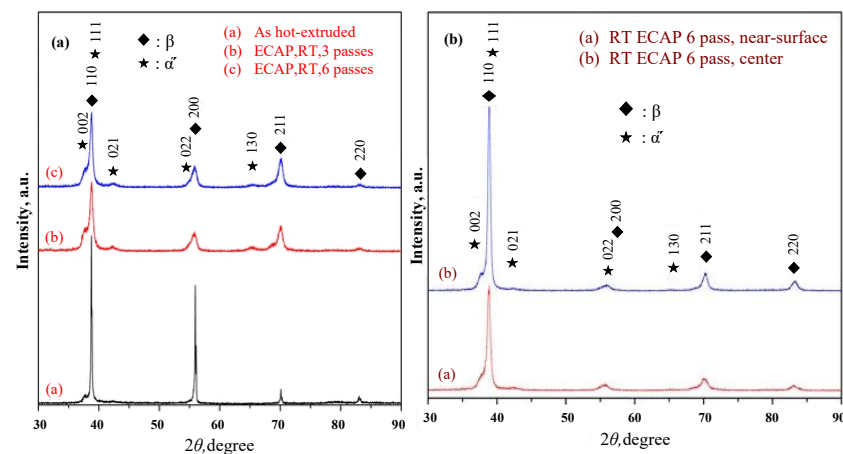 (a)
◆ : β
★ : α″
(a) As hot-extruded
(b) ECAP,RT,3 passes
(c) ECAP,RT,6 passes
002
110
111
021
022
200
130
211
220
(c)
(b)
(a)
Intensity, a.u.
30 40 50 60 70 80 90
2θ,degree
(b)
(a) RT ECAP 6 pass, near-surface
(b) RT ECAP 6 pass, center
◆ : β
★ : α″
002
110
111
021
022
200
130
211
220
(b)
(a)
Intensity, a.u.
30 40 50 60 70 80 90
2θ,degree